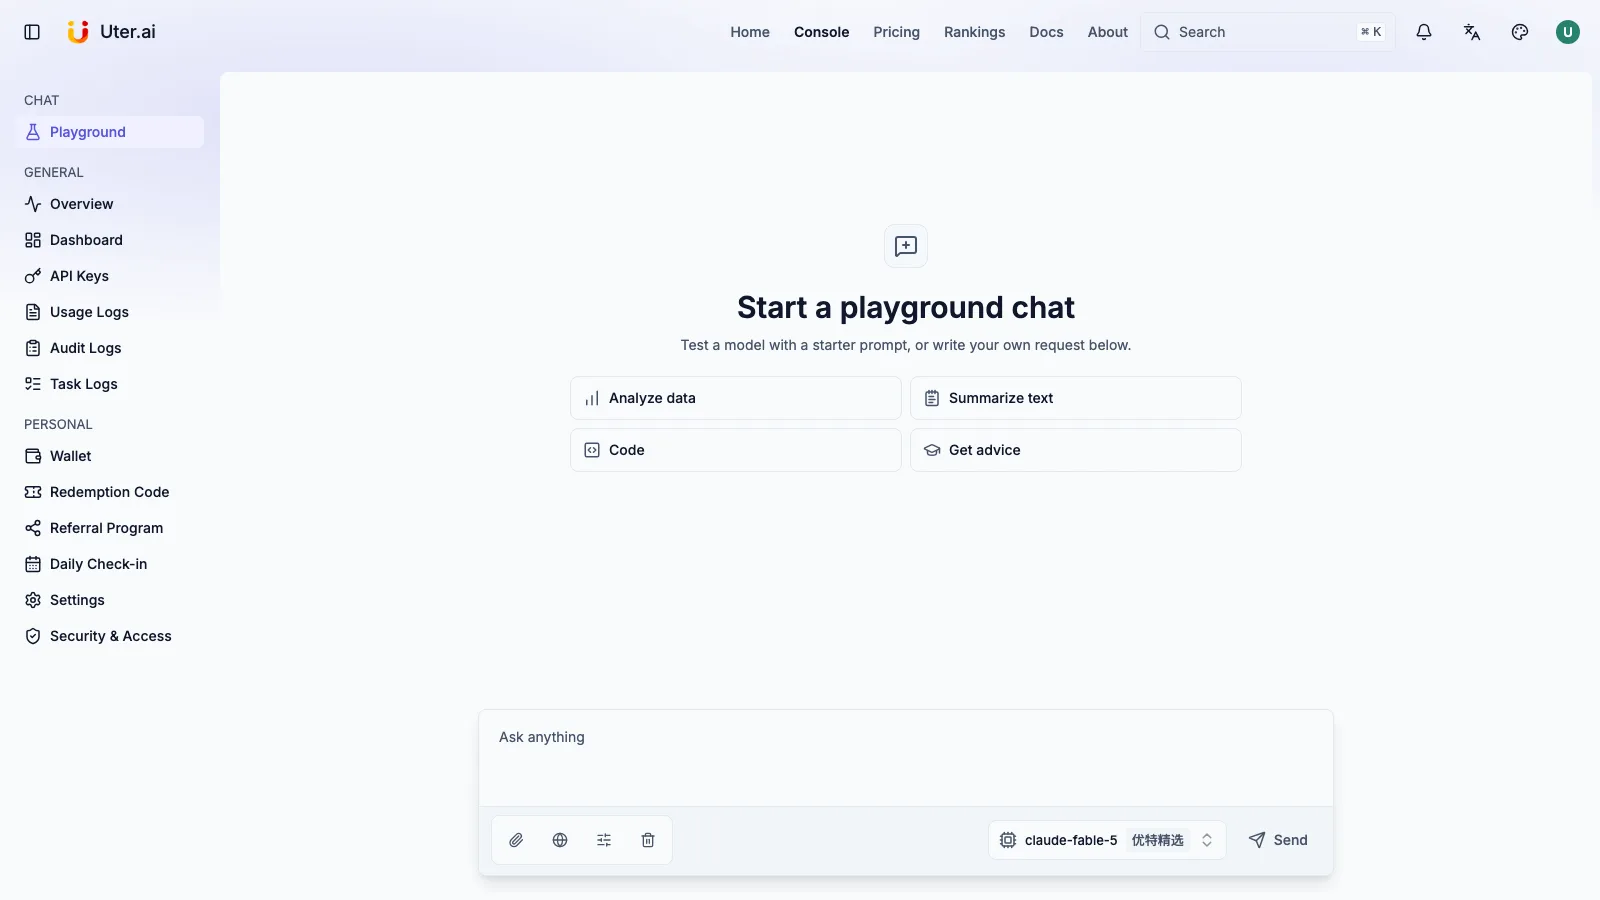 Uter.ai
Home
Console
Pricing
Rankings
Docs
About
Search
⌘ K
U
CHAT
Playground
GENERAL
Overview
Dashboard
API Keys
Usage Logs
Audit Logs
Task Logs
PERSONAL
Wallet
Redemption Code
Referral Program
Daily Check-in
Settings
Security & Access
Start a playground chat
Test a model with a starter prompt, or write your own request below.
Analyze data
Summarize text
Code
Get advice
Ask anything
claude-fable-5 优特精选
Send